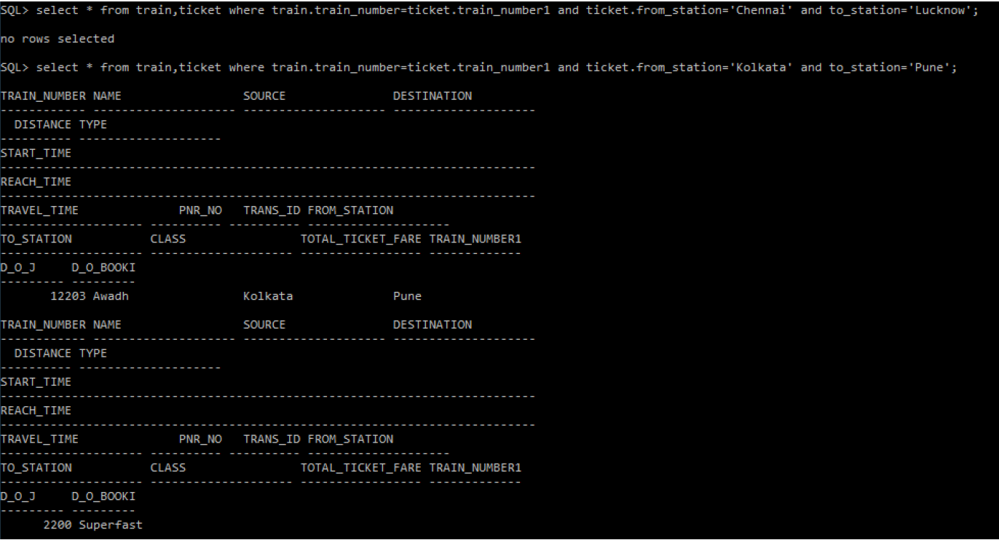 SQL> select * from train,ticket where train.train_number=ticket.train_number1 and ticket.from_station='Chennai' and to_station='Lucknow';
no rows selected
SQL> select * from train,ticket where train.train_number=ticket.train_number1 and ticket.from_station='Kolkata' and to_station='Pune';
TRAIN_NUMBER NAME                 SOURCE               DESTINATION
------------ -------------------- -------------------- --------------------
  DISTANCE TYPE
---------- --------------------
START_TIME
---------------------------------------------------------------------------
REACH_TIME
---------------------------------------------------------------------------
TRAVEL_TIME              PNR_NO   TRANS_ID FROM_STATION
-------------------- ---------- ---------- --------------------
TO_STATION           CLASS                TOTAL_TICKET_FARE TRAIN_NUMBER1
-------------------- -------------------- ----------------- -------------
D_O_J     D_O_BOOKI
--------- ---------
       12203 Awadh                Kolkata              Pune
TRAIN_NUMBER NAME                 SOURCE               DESTINATION
------------ -------------------- -------------------- --------------------
  DISTANCE TYPE
---------- --------------------
START_TIME
---------------------------------------------------------------------------
REACH_TIME
---------------------------------------------------------------------------
TRAVEL_TIME              PNR_NO   TRANS_ID FROM_STATION
-------------------- ---------- ---------- --------------------
TO_STATION           CLASS                TOTAL_TICKET_FARE TRAIN_NUMBER1
-------------------- -------------------- ----------------- -------------
D_O_J     D_O_BOOKI
--------- ---------
      2200 Superfast